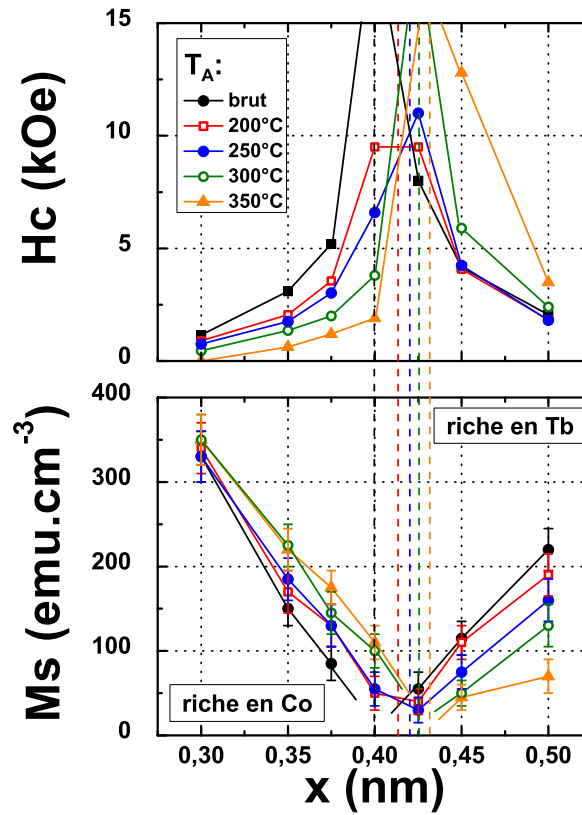 15
10
5
0
Hc (kOe)
T_A:
brut
200°C
250°C
300°C
350°C
400
300
200
100
0
Ms (emu.cm⁻³)
riche en Tb
riche en Co
0,30 0,35 0,40 0,45 0,50
x (nm)